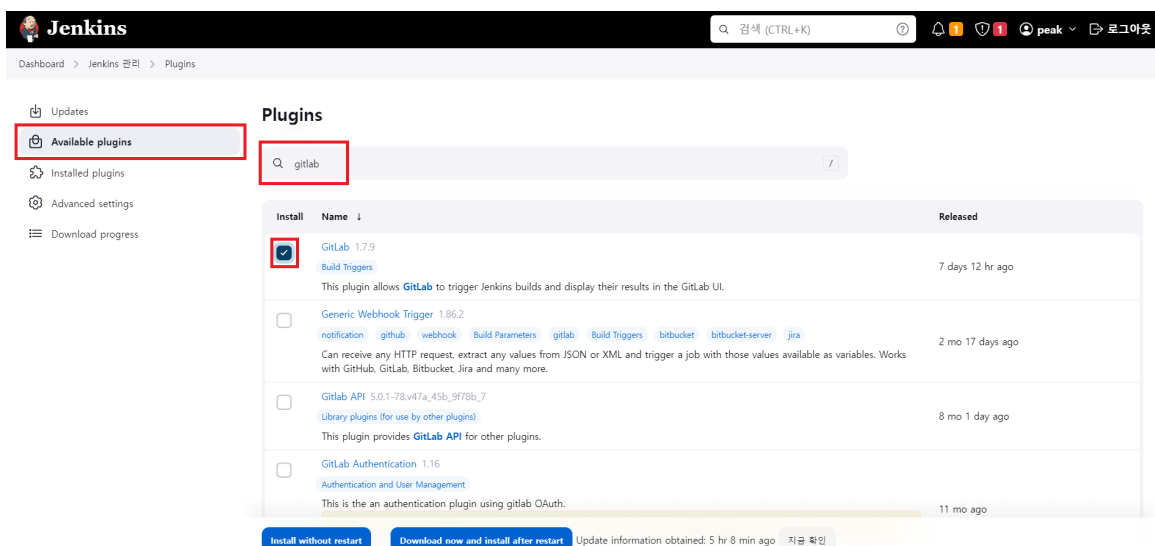 Jenkins
검색 (CTRL+K)
1
1
peak
로그아웃
Dashboard > Jenkins 관리 > Plugins
Updates
Available plugins
Installed plugins
Advanced settings
Download progress
Plugins
gitlab
/
Install Name ↓ Released
GitLab 1.7.9
Build Triggers
This plugin allows GitLab to trigger Jenkins builds and display their results in the GitLab UI.
7 days 12 hr ago
Generic Webhook Trigger 1.86.2
notification github webhook Build Parameters gitlab Build Triggers bitbucket bitbucket-server jira
Can receive any HTTP request, extract any values from JSON or XML and trigger a job with those values available as variables. Works
with GitHub, GitLab, Bitbucket, Jira and many more.
2 mo 17 days ago
Gitlab API 5.0.1-78.v47a_45b_9f78b_7
Library plugins (for use by other plugins)
This plugin provides GitLab API for other plugins.
8 mo 1 day ago
GitLab Authentication 1.16
Authentication and User Management
This is the an authentication plugin using gitlab OAuth.
11 mo ago
Install without restart
Download now and install after restart
Update information obtained: 5 hr 8 min ago
지금 확인